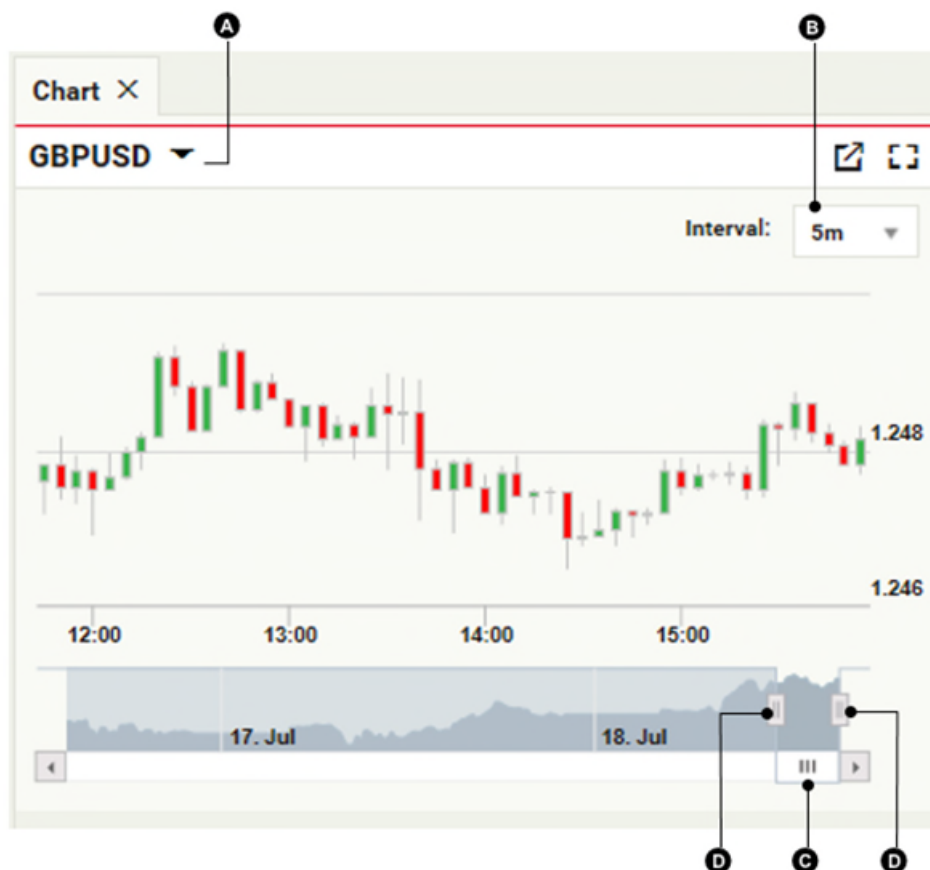 A B
Chart
GBPUSD
Interval: 5m
1.248
1.246
12:00 13:00 14:00 15:00
17. Jul 18. Jul
D D
D C D